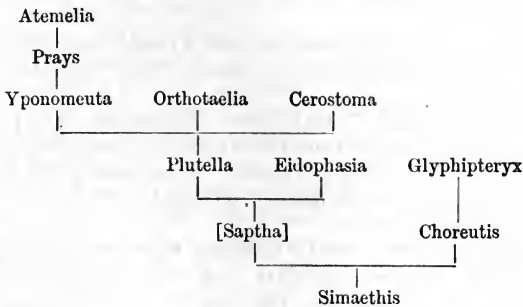 Atemelia
Prays
Yponomeuta Orthotaelia Cerostoma
Plutella Eidophasia Glyphipteryx
[Saptha] Choreutis
Simaethis